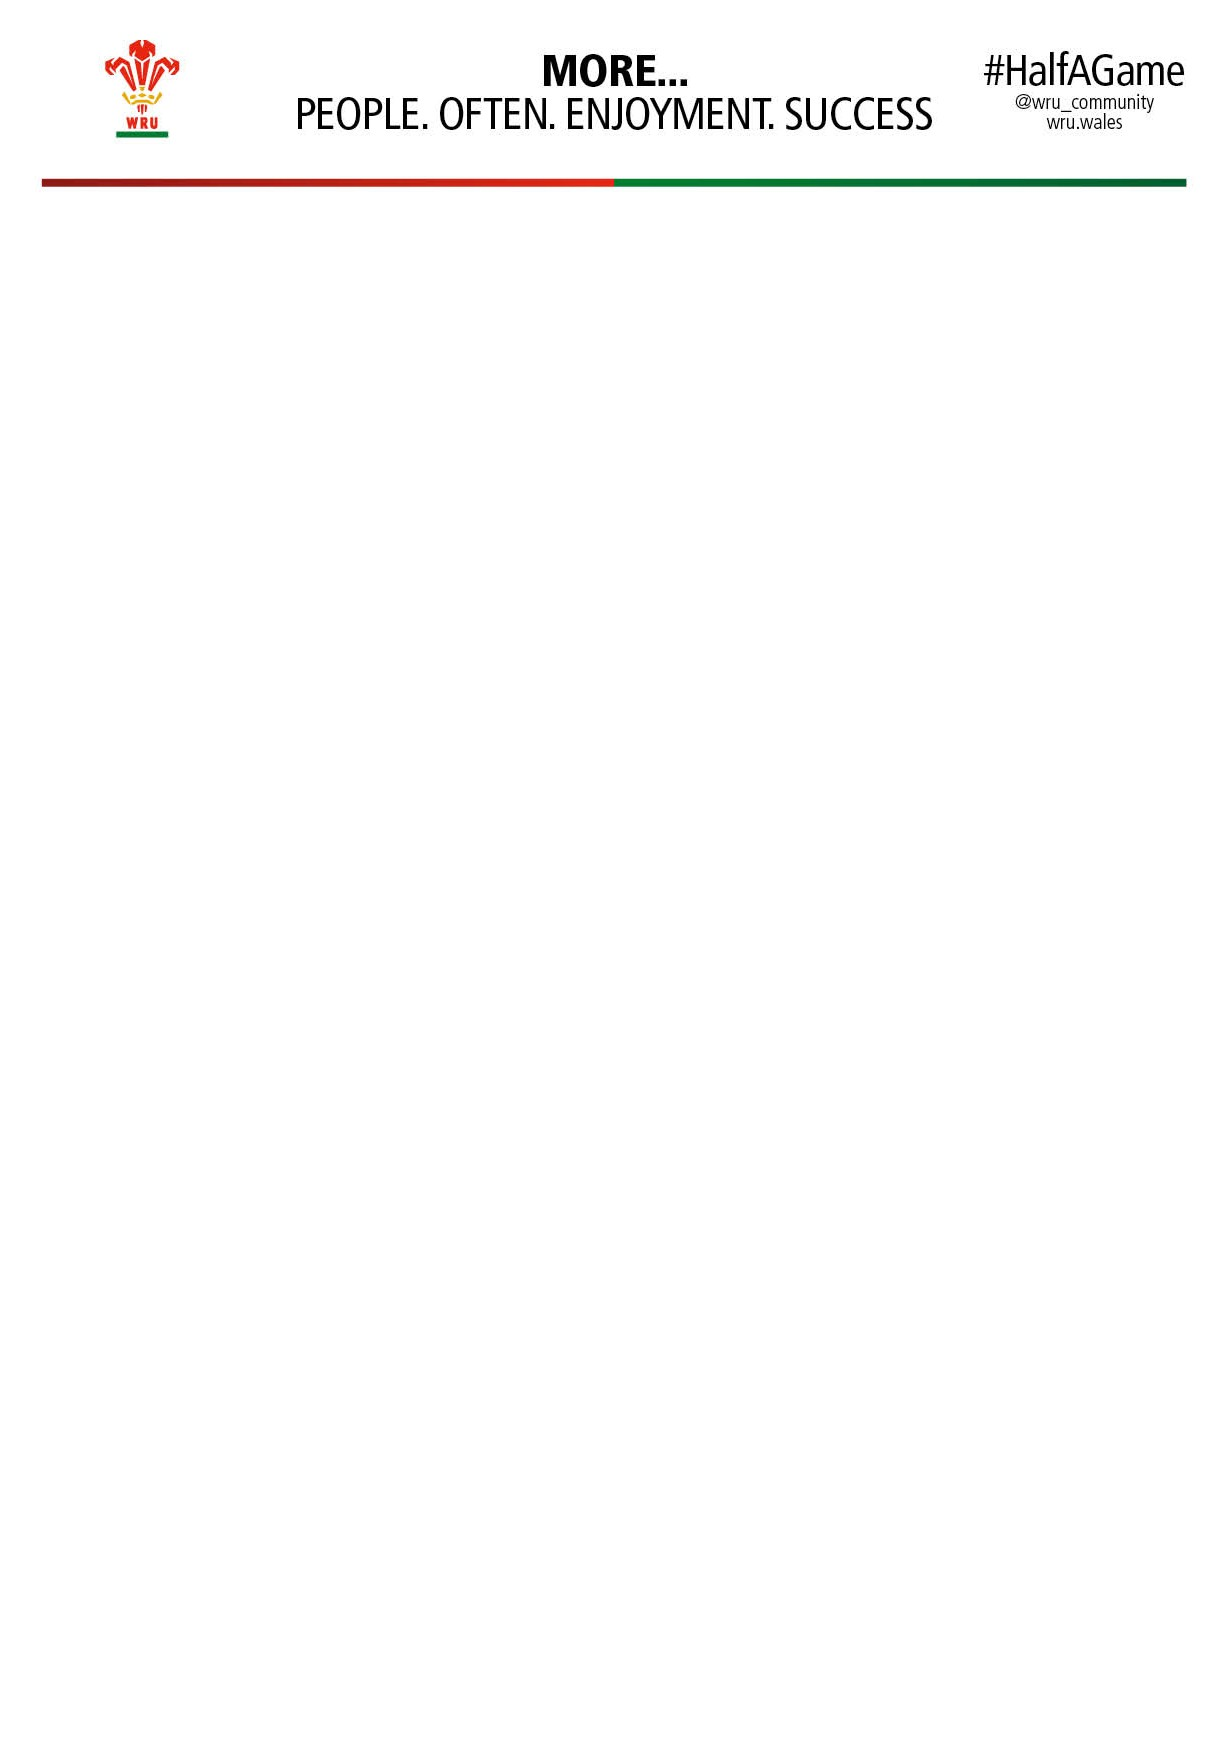 WRU
MORE...
PEOPLE. OFTEN. ENJOYMENT. SUCCESS
#HalfAGame
@wru_community
wru.wales